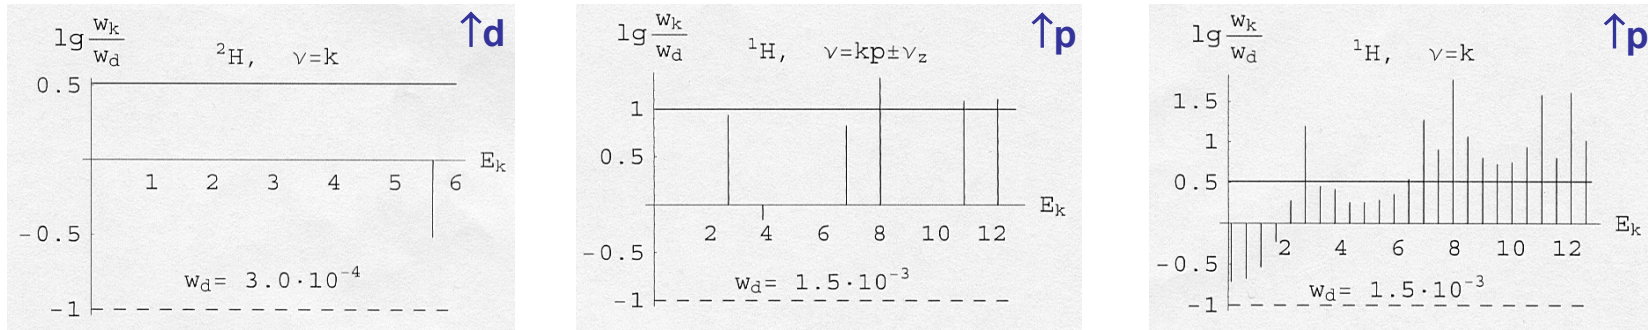 lg w_k/w_d
²H, ν=k
↑d
0.5
E_k
1 2 3 4 5 6
−0.5
w_d= 3.0·10⁻⁴
−1
lg w_k/w_d
¹H, ν=kp±ν_z
↑p
1
0.5
E_k
2 4 6 8 10 12
−0.5
w_d= 1.5·10⁻³
−1
lg w_k/w_d
¹H, ν=k
↑p
1.5
1
0.5
E_k
2 4 6 8 10 12
−0.5
w_d= 1.5·10⁻³
−1